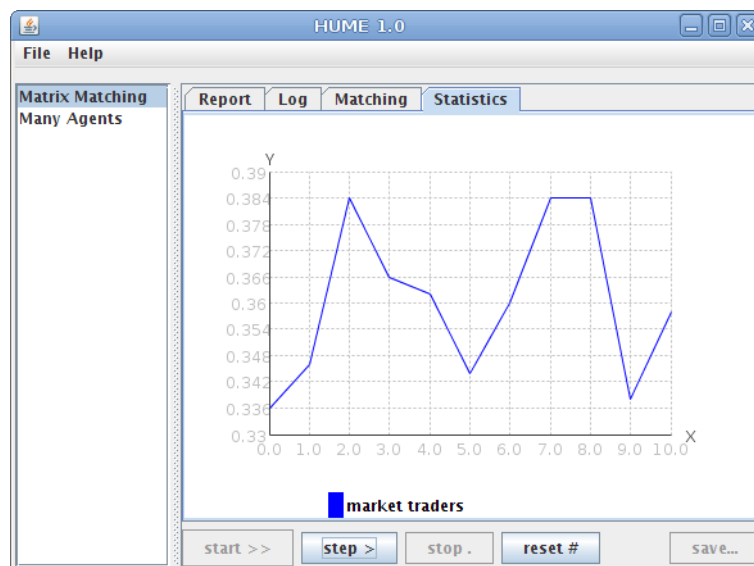 HUME 1.0
File Help
Matrix Matching
Many Agents
Report Log Matching Statistics
Y
0.39
0.384
0.378
0.372
0.366
0.36
0.354
0.348
0.342
0.336
0.33
0.0 1.0 2.0 3.0 4.0 5.0 6.0 7.0 8.0 9.0 10.0
X
market traders
start >> step > stop . reset # save...